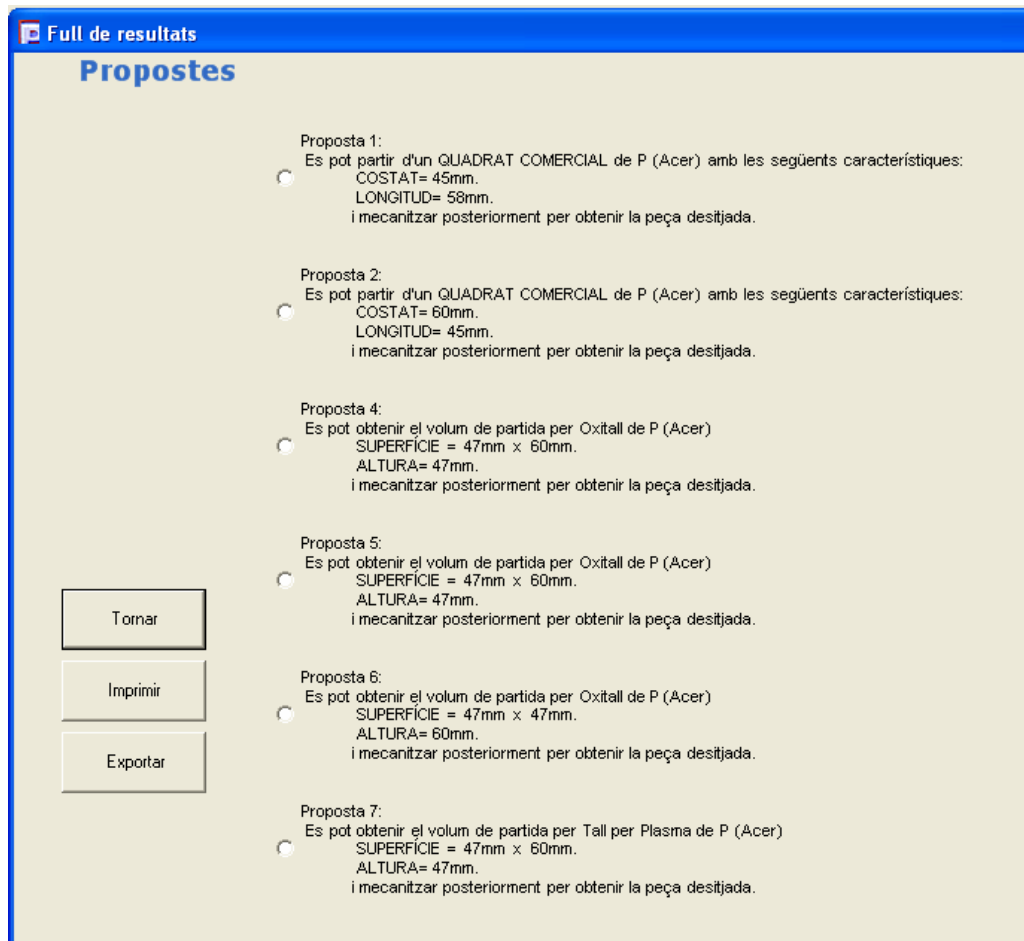 Full de resultats
Propostes
Proposta 1:
Es pot partir d'un QUADRAT COMERCIAL de P (Acer) amb les següents característiques:
COSTAT= 45mm.
LONGITUD= 58mm.
i mecanitzar posteriorment per obtenir la peça desitjada.
Proposta 2:
Es pot partir d'un QUADRAT COMERCIAL de P (Acer) amb les següents característiques:
COSTAT= 60mm.
LONGITUD= 45mm.
i mecanitzar posteriorment per obtenir la peça desitjada.
Proposta 4:
Es pot obtenir el volum de partida per Oxitall de P (Acer)
SUPERFÍCIE = 47mm x 60mm.
ALTURA= 47mm.
i mecanitzar posteriorment per obtenir la peça desitjada.
Proposta 5:
Es pot obtenir el volum de partida per Oxitall de P (Acer)
SUPERFÍCIE = 47mm x 60mm.
ALTURA= 47mm.
i mecanitzar posteriorment per obtenir la peça desitjada.
Proposta 6:
Es pot obtenir el volum de partida per Oxitall de P (Acer)
SUPERFÍCIE = 47mm x 47mm.
ALTURA= 60mm.
i mecanitzar posteriorment per obtenir la peça desitjada.
Proposta 7:
Es pot obtenir el volum de partida per Tall per Plasma de P (Acer)
SUPERFÍCIE = 47mm x 60mm.
ALTURA= 47mm.
i mecanitzar posteriorment per obtenir la peça desitjada.
Tornar
Imprimir
Exportar